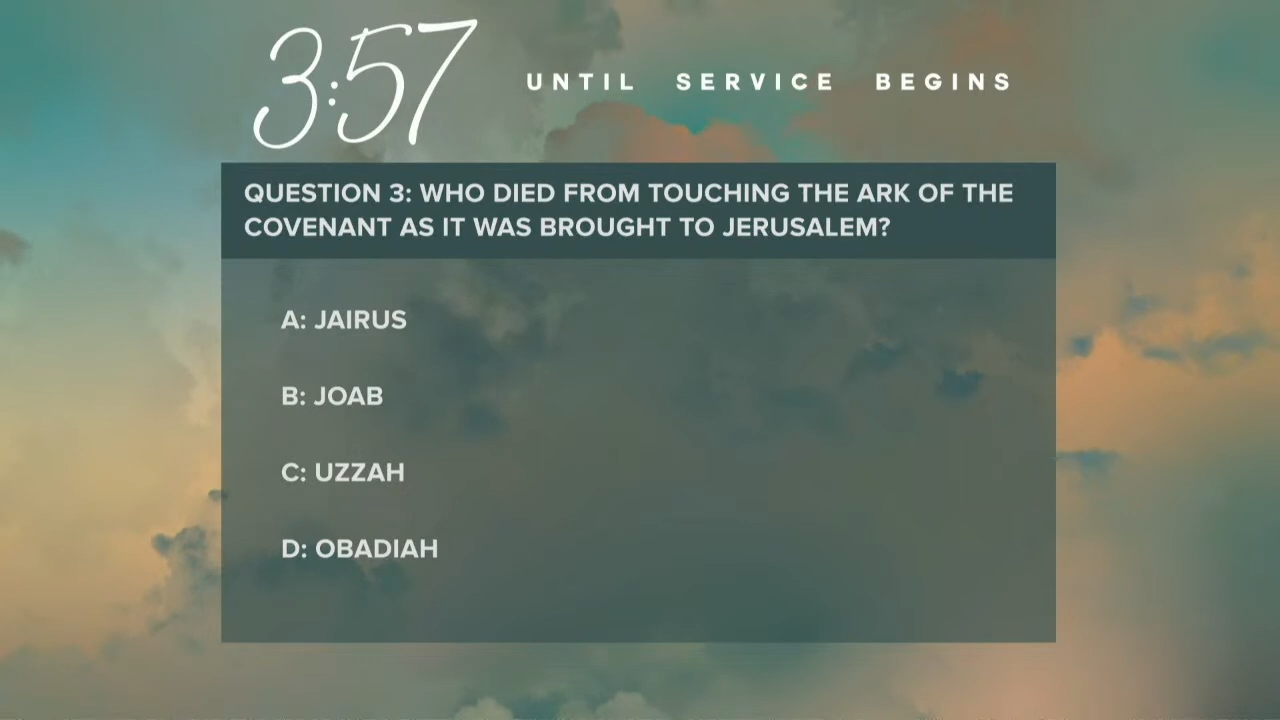 3:57
UNTIL SERVICE BEGINS
QUESTION 3: WHO DIED FROM TOUCHING THE ARK OF THE
COVENANT AS IT WAS BROUGHT TO JERUSALEM?
A: JAIRUS
B: JOAB
C: UZZAH
D: OBADIAH